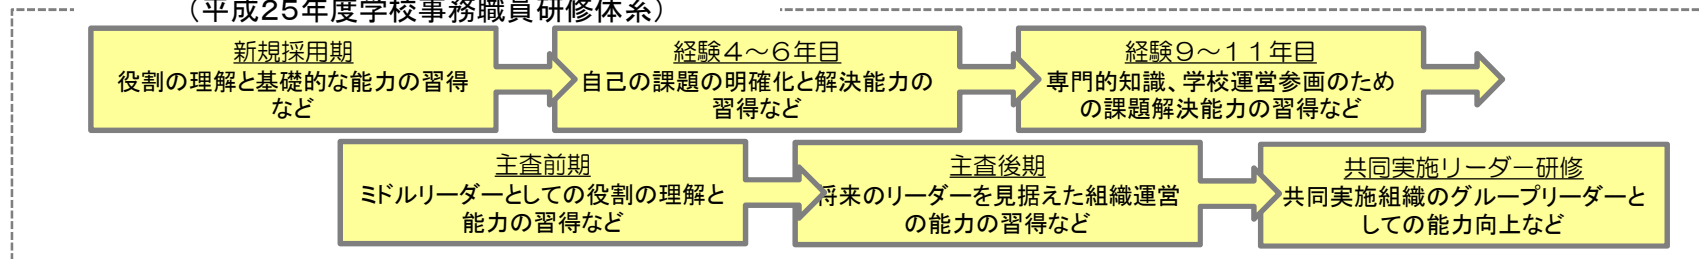 （平成25年度学校事務職員研修体系）
新規採用期
役割の理解と基礎的な能力の習得
など
経験４～６年目
自己の課題の明確化と解決能力の
習得など
経験９～11年目
専門的知識、学校運営参画のため
の課題解決能力の習得など
主査前期
ミドルリーダーとしての役割の理解と
能力の習得など
主査後期
将来のリーダーを見据えた組織運営
の能力の習得など
共同実施リーダー研修
共同実施組織のグループリーダーと
しての能力向上など